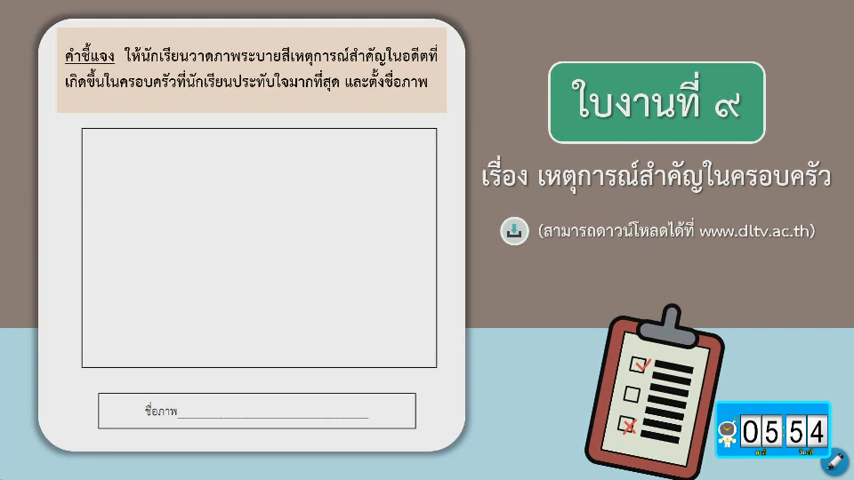 คำชี้แจง ให้นักเรียนวาดภาพระบายสีเหตุการณ์สำคัญในอดีตที่
เกิดขึ้นในครอบครัวที่นักเรียนประทับใจมากที่สุด และตั้งชื่อภาพ
ชื่อภาพ
ใบงานที่ ๙
เรื่อง เหตุการณ์สำคัญในครอบครัว
(สามารถดาวน์โหลดได้ที่ www.dltv.ac.th)
05 54
นาที วินาที